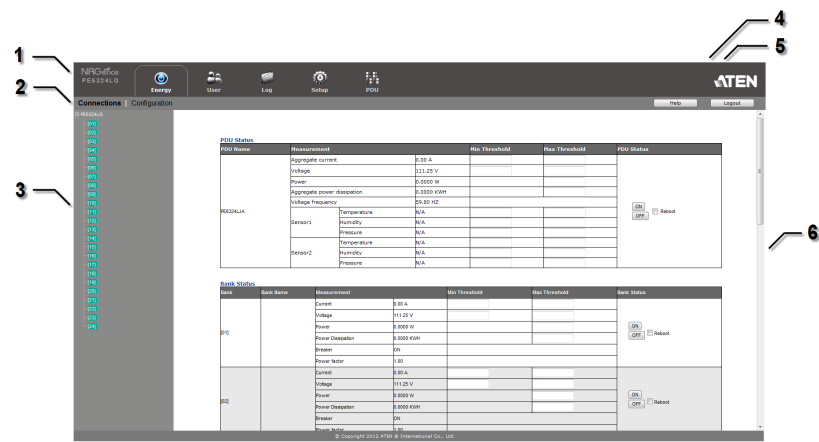 4
5
1
NRGence
PE6324LG
Energy
User
Log
Setup
PDU
ATEN
2
Connections | Configuration
Help
Logout
PE6324LG
[01]
[02]
[03]
[04]
[05]
[06]
[07]
[08]
[09]
[10]
[11]
[12]
[13]
[14]
[15]
[16]
[17]
[18]
[19]
[20]
[21]
[22]
[23]
[24]
3
6
PDU Status
PDU Name Measurement Min Threshold Max Threshold PDU Status
PE6324LJA
Aggregate current 0.00 A
Voltage 111.25 V
Power 0.0000 W
Aggregate power dissipation 0.0000 KWH
Voltage frequency 59.80 HZ
Sensor1
Temperature N/A
Humidity N/A
Pressure N/A
Sensor2
Temperature N/A
Humidity N/A
Pressure N/A
ON
OFF Reboot
Bank Status
Bank Bank Name Measurement Min Threshold Max Threshold Bank Status
[01]
Current 0.00 A
Voltage 111.25 V
Power 0.0000 W
Power Dissipation 0.0000 KWH
Breaker ON
Power factor 1.00
ON
OFF Reboot
[02]
Current 0.00 A
Voltage 111.25 V
Power 0.0000 W
Power Dissipation 0.0000 KWH
Breaker ON
Power factor 1.00
ON
OFF Reboot
© Copyright 2012 ATEN ® International Co., Ltd.